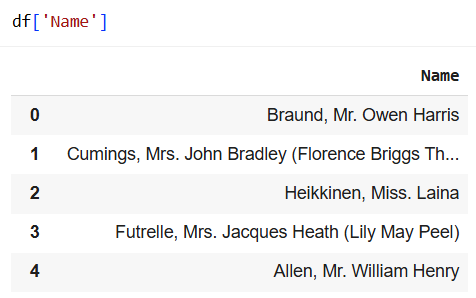 df['Name']
Name
0 Braund, Mr. Owen Harris
1 Cumings, Mrs. John Bradley (Florence Briggs Th...
2 Heikkinen, Miss. Laina
3 Futrelle, Mrs. Jacques Heath (Lily May Peel)
4 Allen, Mr. William Henry